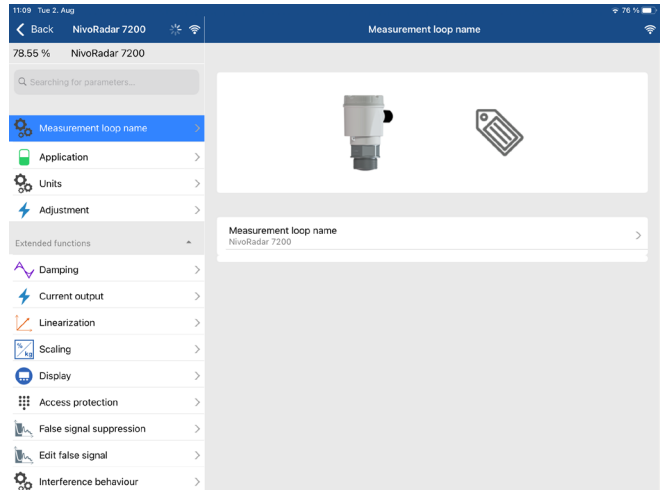 11:09 Tue 2. Aug
76 %
Back NivoRadar 7200
Measurement loop name
78.55 % NivoRadar 7200
Searching for parameters...
Measurement loop name
Application
Units
Adjustment
Extended functions
Damping
Current output
Linearization
% kg Scaling
Display
Access protection
False signal suppression
Edit false signal
Interference behaviour
Measurement loop name
NivoRadar 7200